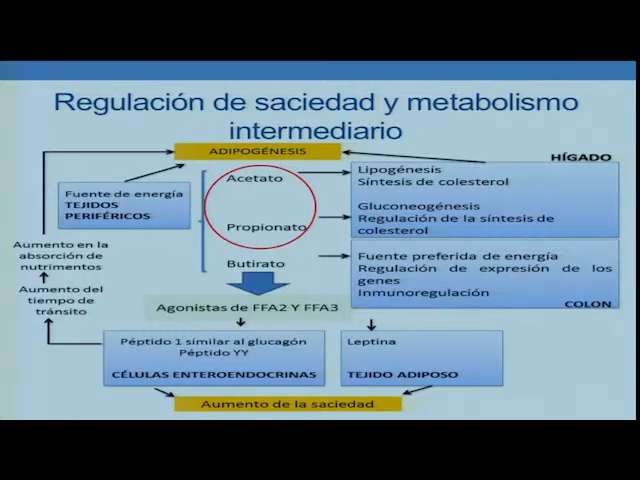 Regulación de saciedad y metabolismo
intermediario
ADIPOGÉNESIS
HÍGADO
Acetato
Propionato
Butirato
Lipogénesis
Síntesis de colesterol
Gluconeogénesis
Regulación de la síntesis de
colesterol
Fuente de energía
TEJIDOS
PERIFÉRICOS
Fuente preferida de energía
Regulación de expresión de los
genes
Inmunoregulación
COLON
Aumento en la
absorción de
nutrimentos
Aumento del
tiempo de
tránsito
Agonistas de FFA2 Y FFA3
Péptido 1 similar al glucagón
Péptido YY
CÉLULAS ENTEROENDOCRINAS
Leptina
TEJIDO ADIPOSO
Aumento de la saciedad